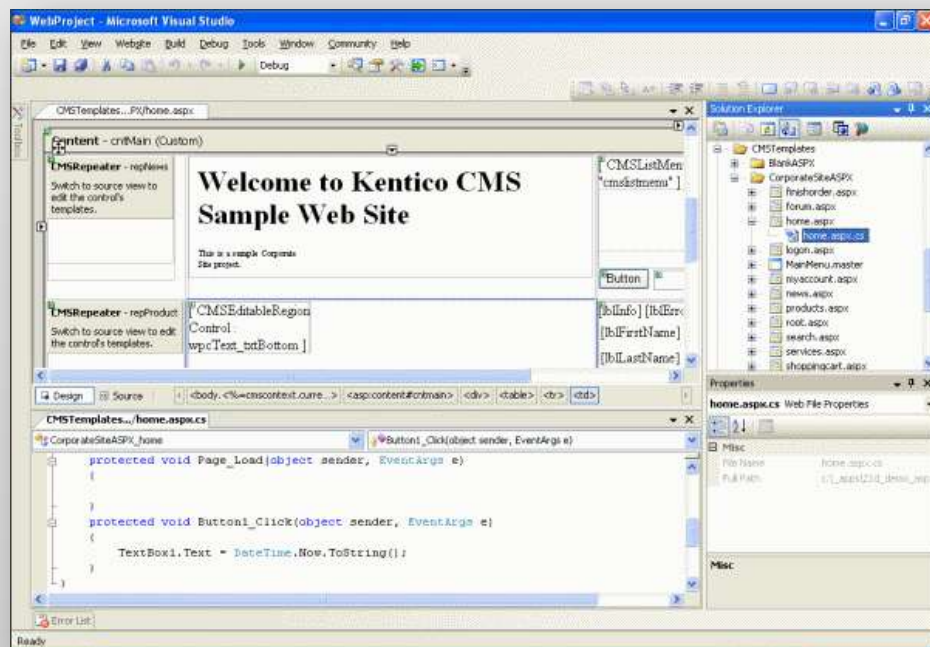 WebProject - Microsoft Visual Studio
File Edit View Website Build Debug Tools Window Community Help
Debug
CMSTemplates...PX/home.aspx
Toolbox
Content - cntMain (Custom)
CMSRepeater - repNews
Switch to source view to
edit the control's
templates.
Welcome to Kentico CMS
Sample Web Site
This is a sample Corporate
Site project.
[ CMSListMen
"cmslistmenu" ]
Button
CMSRepeater - repProduct
Switch to source view to edit
the control's templates.
[ CMSEditableRegion
Control :
wpcText_txtBottom ]
[lblInfo] [lblErr
[lblFirstName]
[lblLastName]
Design Source <body.<%=cmscontext.curre...> <asp:content#cntmain> <div> <table> <tr> <td>
CMSTemplates.../home.aspx.cs
CorporateSiteASPX_home Button1_Click(object sender, EventArgs e)
protected void Page_Load(object sender, EventArgs e)
{
}
protected void Button1_Click(object sender, EventArgs e)
{
TextBox1.Text = DateTime.Now.ToString();
}
}
Error List
Ready
Solution Explorer
CMSTemplates
BlankASPX
CorporateSiteASPX
finishorder.aspx
forum.aspx
home.aspx
home.aspx.cs
logon.aspx
MainMenu.master
myaccount.aspx
news.aspx
products.aspx
root.aspx
search.aspx
services.aspx
shoppingcart.aspx
Properties
home.aspx.cs Web File Properties
Misc
File Name home.aspx.cs
Full Path
Misc